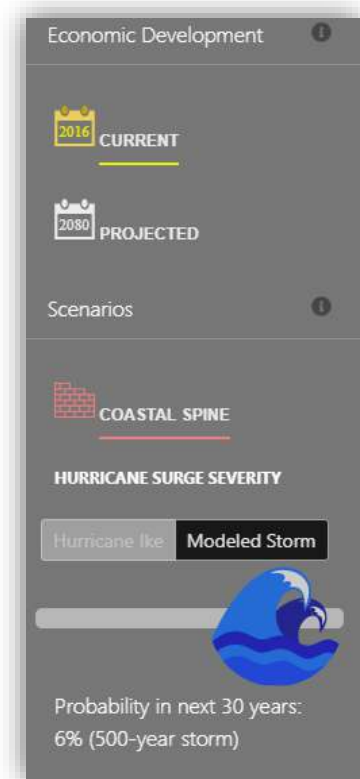 Economic Development
2016
CURRENT
2080
PROJECTED
Scenarios
COASTAL SPINE
HURRICANE SURGE SEVERITY
Hurricane Ike Modeled Storm
Probability in next 30 years:
6% (500-year storm)